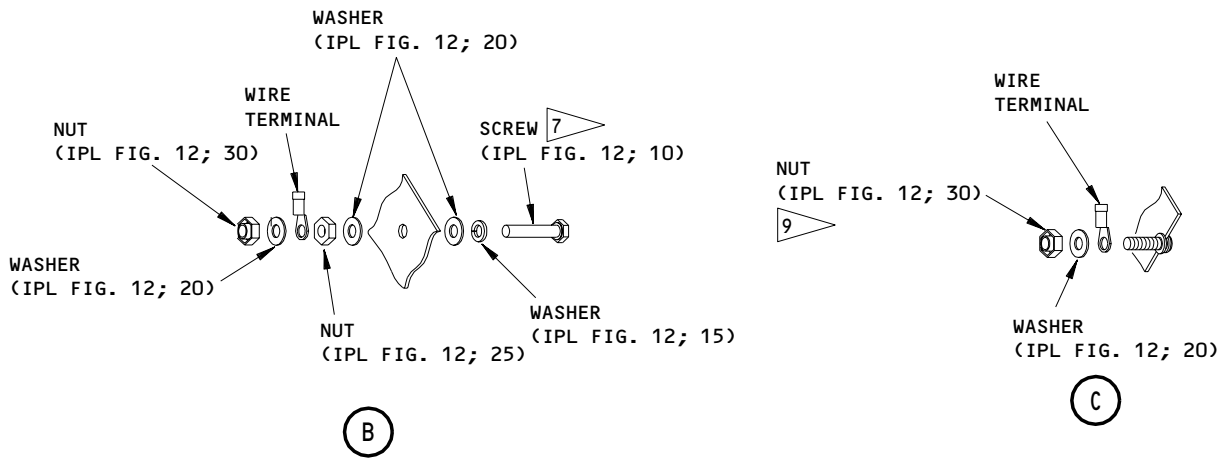 WASHER
(IPL FIG. 12; 20)
WIRE
TERMINAL
NUT
(IPL FIG. 12; 30)
SCREW 7
(IPL FIG. 12; 10)
WASHER
(IPL FIG. 12; 20)
NUT
(IPL FIG. 12; 25)
WASHER
(IPL FIG. 12; 15)
B
WIRE
TERMINAL
NUT
(IPL FIG. 12; 30)
9
WASHER
(IPL FIG. 12; 20)
C